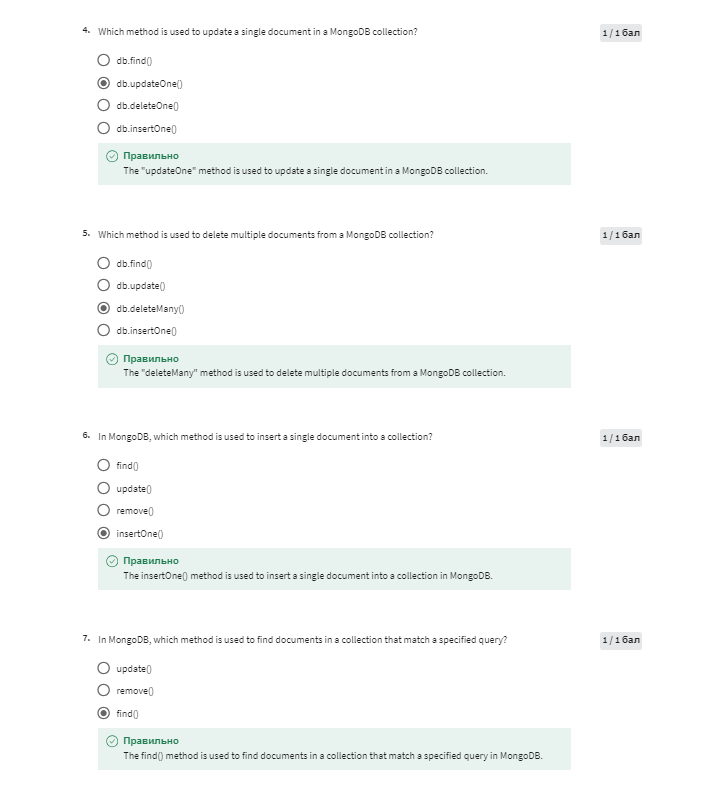 4. Which method is used to update a single document in a MongoDB collection? 1 / 1 бал
db.find()
db.updateOne()
db.deleteOne()
db.insertOne()
Правильно
The "updateOne" method is used to update a single document in a MongoDB collection.
5. Which method is used to delete multiple documents from a MongoDB collection? 1 / 1 бал
db.find()
db.update()
db.deleteMany()
db.insertOne()
Правильно
The "deleteMany" method is used to delete multiple documents from a MongoDB collection.
6. In MongoDB, which method is used to insert a single document into a collection? 1 / 1 бал
find()
update()
remove()
insertOne()
Правильно
The insertOne() method is used to insert a single document into a collection in MongoDB.
7. In MongoDB, which method is used to find documents in a collection that match a specified query? 1 / 1 бал
update()
remove()
find()
Правильно
The find() method is used to find documents in a collection that match a specified query in MongoDB.